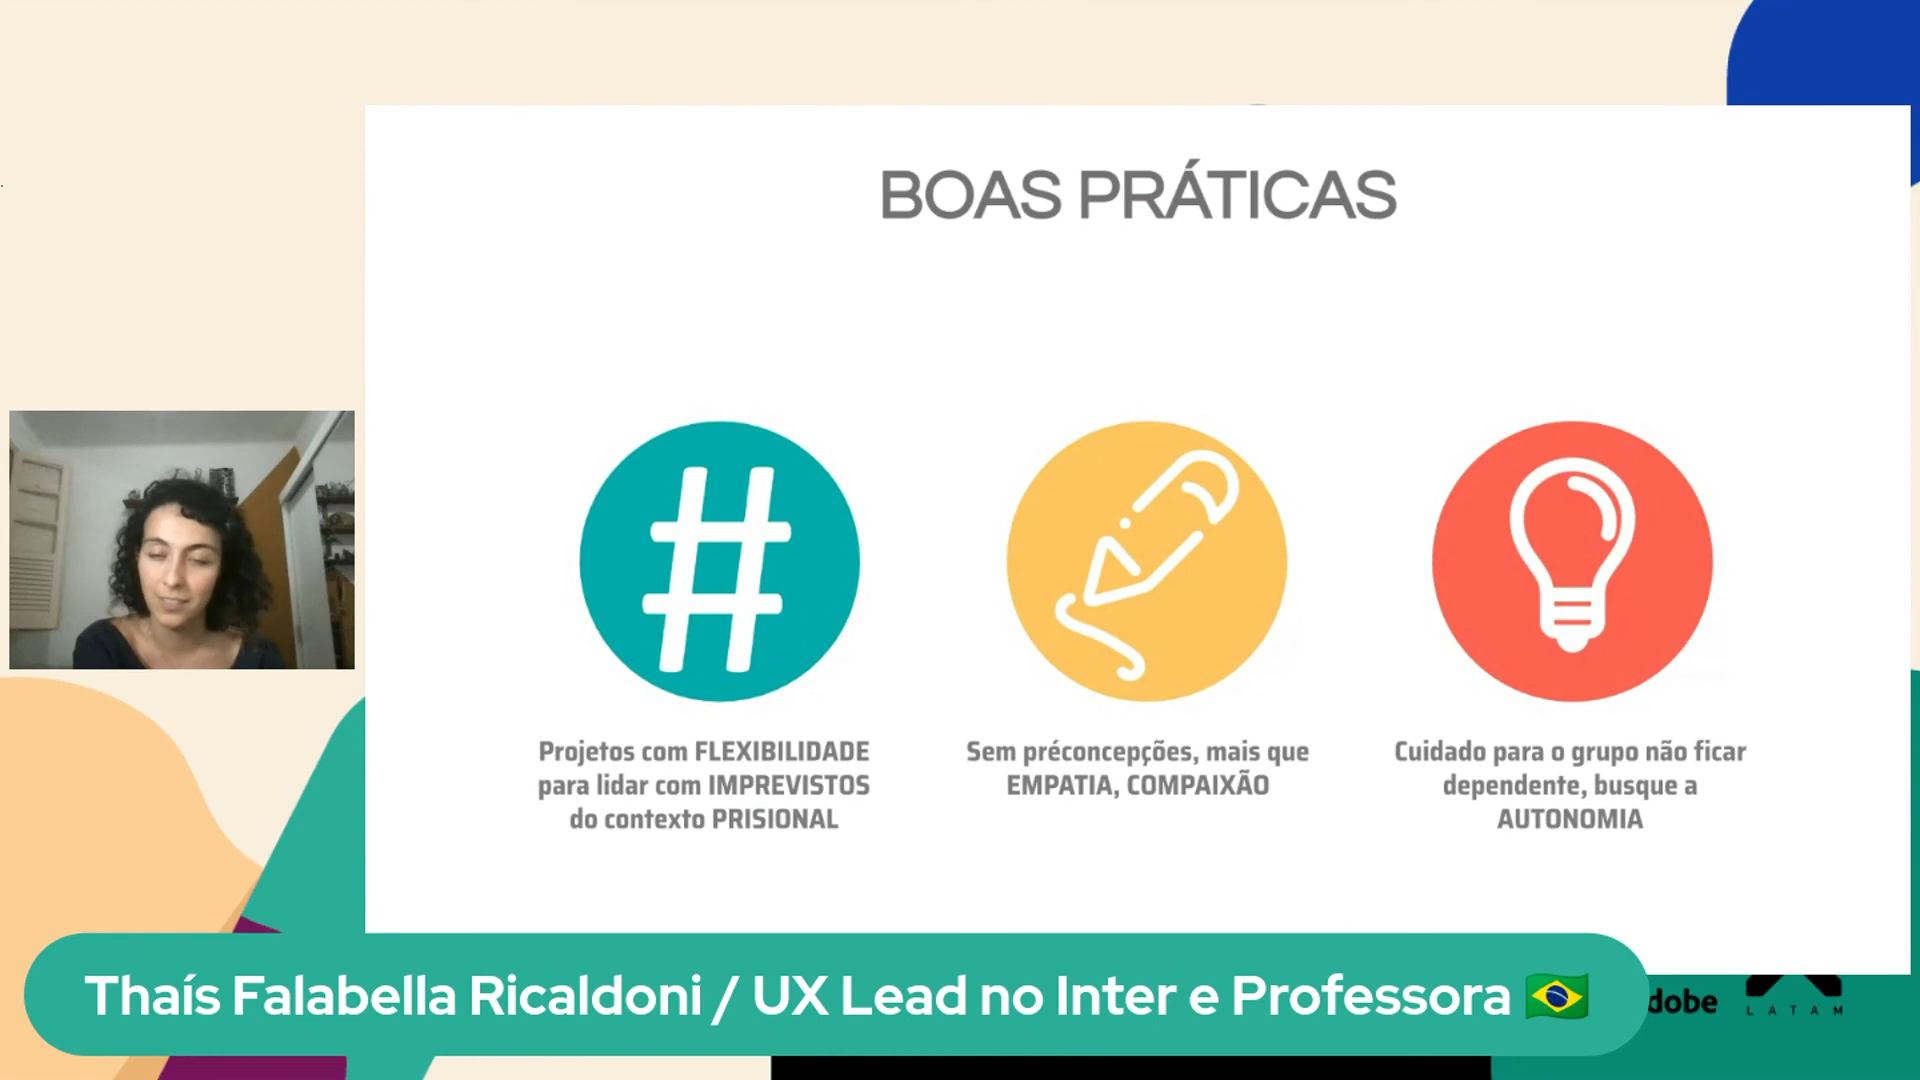 BOAS PRÁTICAS
#
Projetos com FLEXIBILIDADE
para lidar com IMPREVISTOS
do contexto PRISIONAL
Sem préconcepções, mais que
EMPATIA, COMPAIXÃO
Cuidado para o grupo não ficar
dependente, busque a
AUTONOMIA
Thaís Falabella Ricaldoni / UX Lead no Inter e Professora
dobe
LATAM